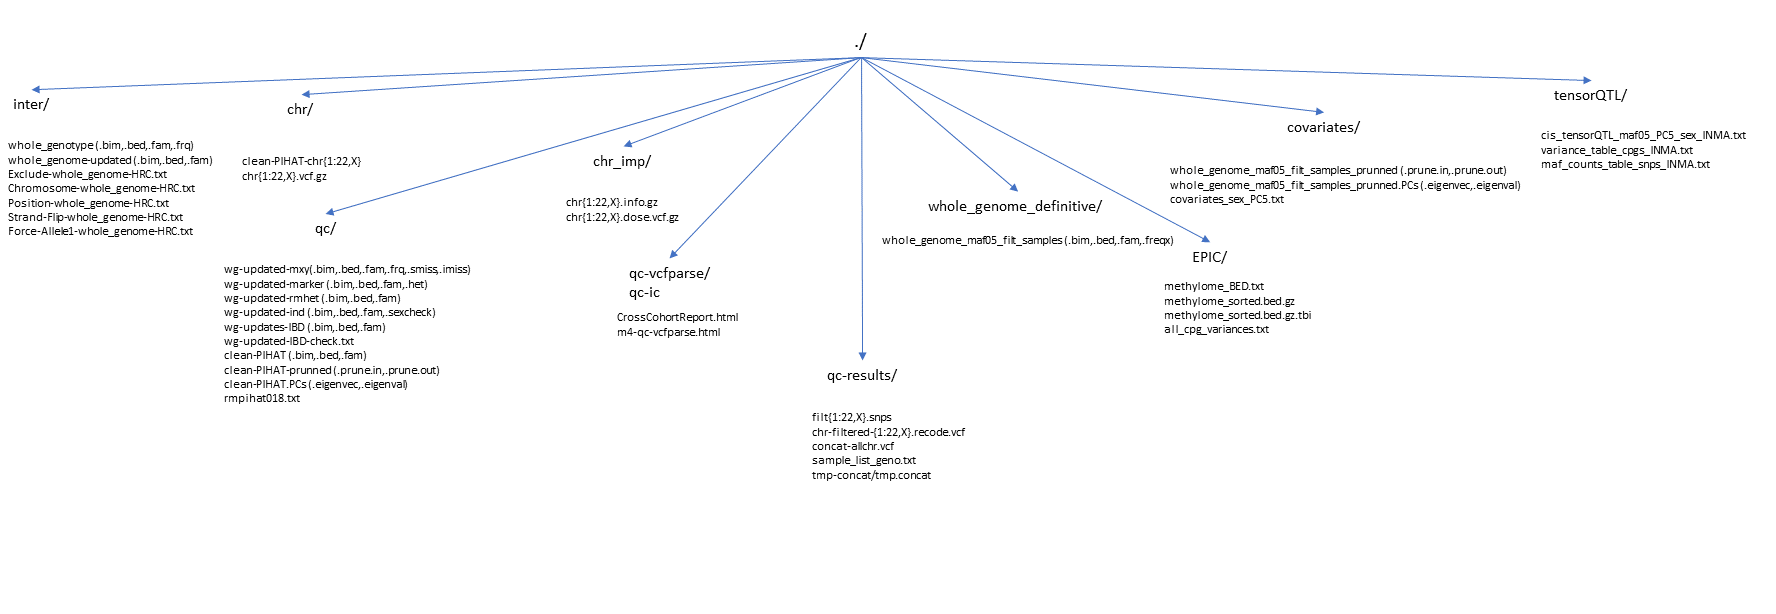 ./
inter/
whole_genotype (.bim,.bed,.fam,.frq)
whole_genome-updated (.bim,.bed,.fam)
Exclude-whole_genome-HRC.txt
Chromosome-whole_genome-HRC.txt
Position-whole_genome-HRC.txt
Strand-Flip-whole_genome-HRC.txt
Force-Allele1-whole_genome-HRC.txt
chr/
clean-PIHAT-chr{1:22,X}
chr{1:22,X}.vcf.gz
qc/
wg-updated-mxy(.bim,.bed,.fam,.frq,.smiss,.imiss)
wg-updated-marker (.bim,.bed,.fam,.het)
wg-updated-rmhet (.bim,.bed,.fam)
wg-updated-ind (.bim,.bed,.fam,.sexcheck)
wg-updates-IBD (.bim,.bed,.fam)
wg-updated-IBD-check.txt
clean-PIHAT (.bim,.bed,.fam)
clean-PIHAT-prunned (.prune.in,.prune.out)
clean-PIHAT.PCs (.eigenvec,.eigenval)
rmpihat018.txt
chr_imp/
chr{1:22,X}.info.gz
chr{1:22,X}.dose.vcf.gz
qc-vcfparse/
qc-ic
CrossCohortReport.html
m4-qc-vcfparse.html
qc-results/
filt{1:22,X}.snps
chr-filtered-{1:22,X}.recode.vcf
concat-allchr.vcf
sample_list_geno.txt
tmp-concat/tmp.concat
whole_genome_definitive/
whole_genome_maf05_filt_samples (.bim,.bed,.fam,.freqx)
EPIC/
methylome_BED.txt
methylome_sorted.bed.gz
methylome_sorted.bed.gz.tbi
all_cpg_variances.txt
covariates/
whole_genome_maf05_filt_samples_prunned (.prune.in,.prune.out)
whole_genome_maf05_filt_samples_prunned.PCs (.eigenvec,.eigenval)
covariates_sex_PC5.txt
tensorQTL/
cis_tensorQTL_maf05_PC5_sex_INMA.txt
variance_table_cpgs_INMA.txt
maf_counts_table_snps_INMA.txt